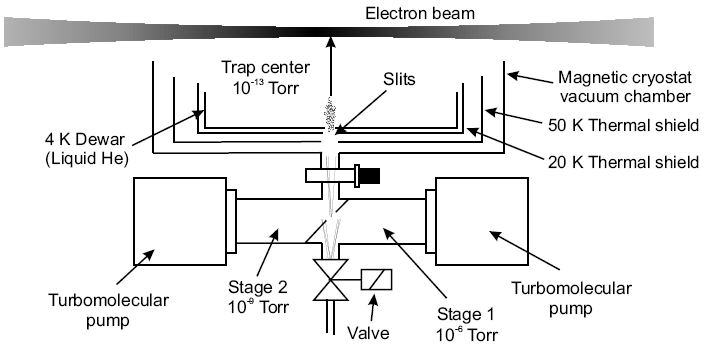 Electron beam
Trap center
10⁻¹³ Torr
Slits
Magnetic cryostat
vacuum chamber
50 K Thermal shield
20 K Thermal shield
4 K Dewar
(Liquid He)
Turbomolecular
pump
Stage 2
10⁻⁹ Torr
Valve
Stage 1
10⁻⁶ Torr
Turbomolecular
pump